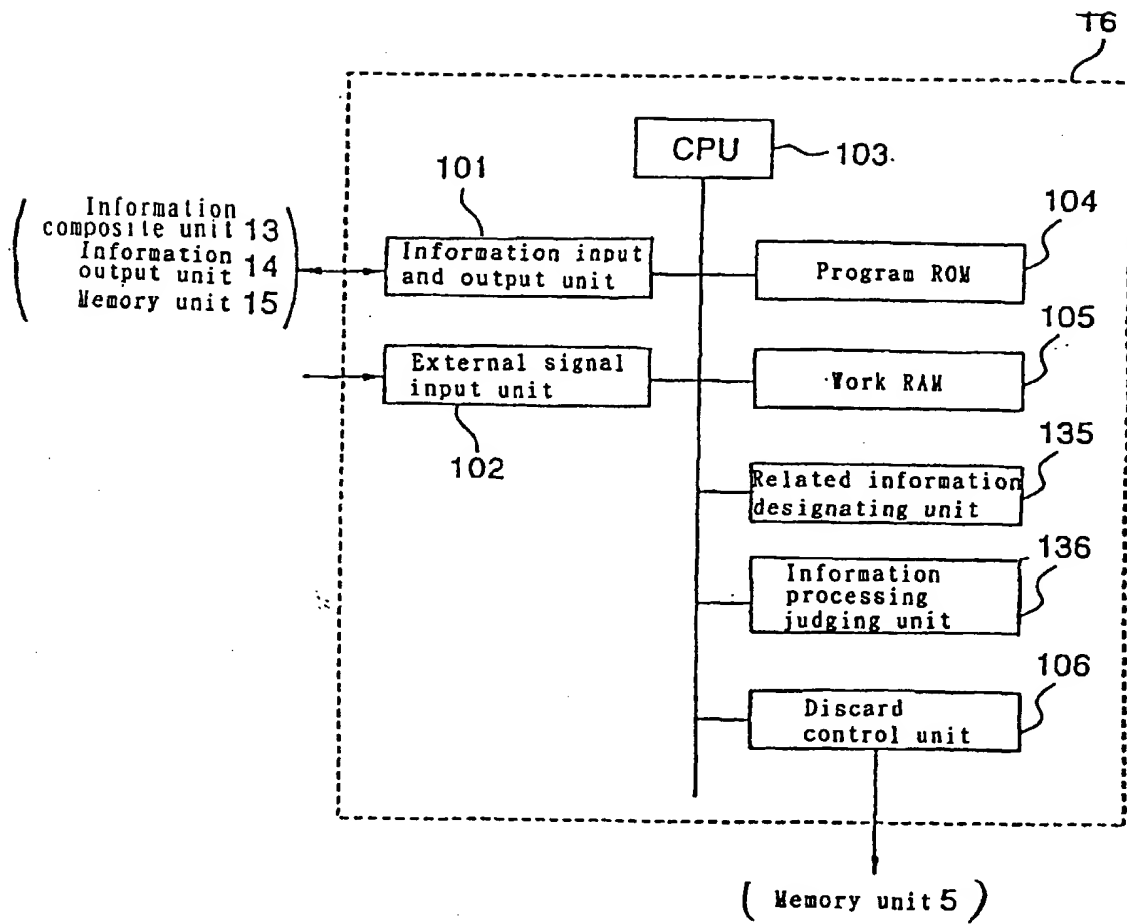 16
CPU
103
101
Information
composite unit 13
Information
output unit 14
Memory unit 15
Information input
and output unit
104
Program ROM
105
External signal
input unit
Work RAM
102
135
Related information
designating unit
136
Information
processing
judging unit
106
Discard
control unit
( Memory unit 5 )